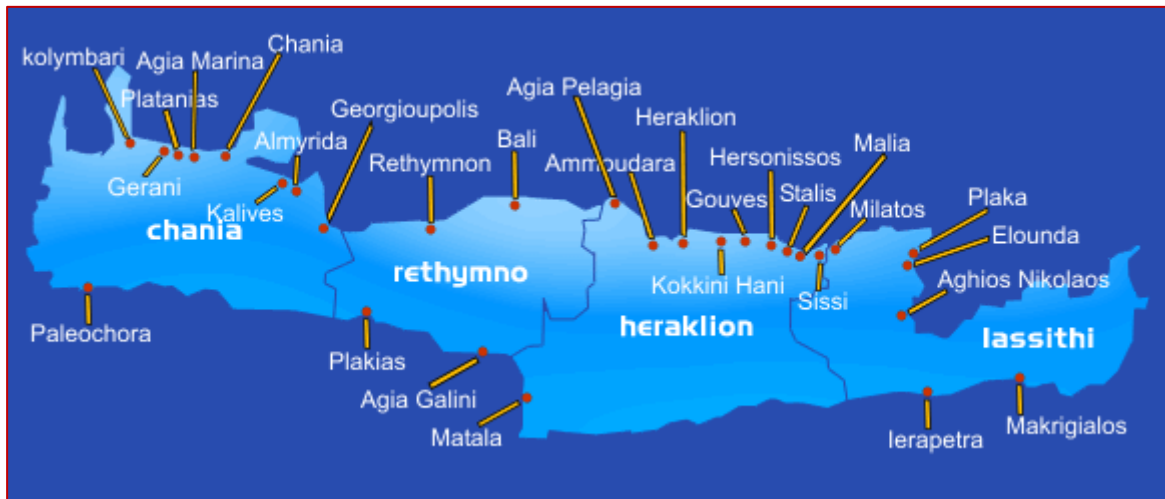 kolymbari
Agia Marina
Chania
Platanias
Gerani
Almyrida
Kalives
Georgioupolis
chania
Paleochora
Rethymnon
Bali
rethymno
Plakias
Agia Galini
Matala
Agia Pelagia
Ammoudara
Heraklion
Gouves
Hersonissos
Stalis
Malia
Milatos
Kokkini Hani
Sissi
heraklion
Plaka
Elounda
Aghios Nikolaos
lassithi
Ierapetra
Makrigialos